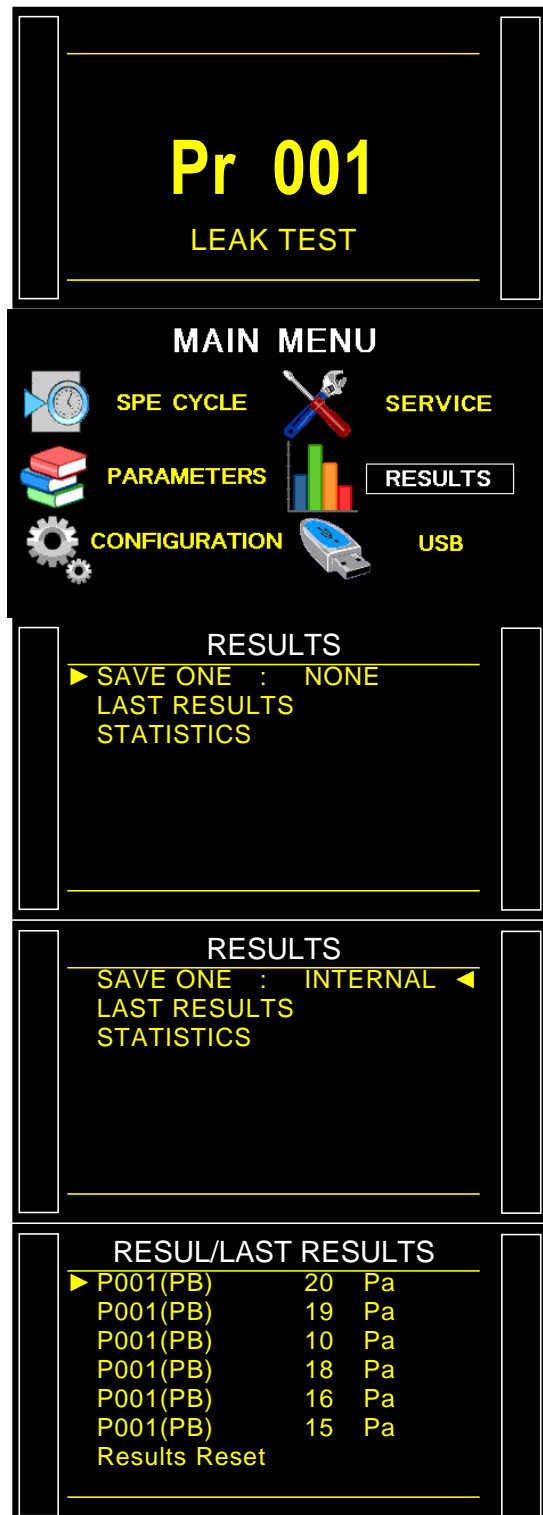 Pr 001
LEAK TEST
MAIN MENU
SPE CYCLE SERVICE
PARAMETERS RESULTS
CONFIGURATION USB
RESULTS
► SAVE ONE : NONE
LAST RESULTS
STATISTICS
RESULTS
SAVE ONE : INTERNAL ◄
LAST RESULTS
STATISTICS
RESUL/LAST RESULTS
► P001(PB) 20 Pa
P001(PB) 19 Pa
P001(PB) 10 Pa
P001(PB) 18 Pa
P001(PB) 16 Pa
P001(PB) 15 Pa
Results Reset